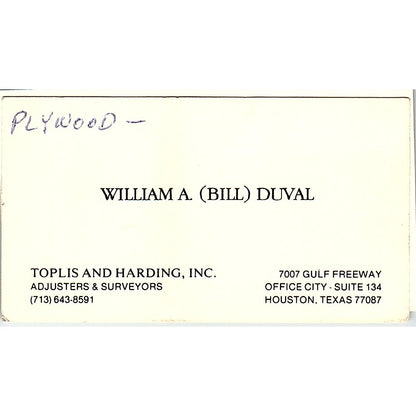 PLYWOOD —
WILLIAM A. (BILL) DUVAL
TOPLIS AND HARDING, INC.
ADJUSTERS & SURVEYORS
(713) 643-8591
7007 GULF FREEWAY
OFFICE CITY - SUITE 134
HOUSTON, TEXAS 77087